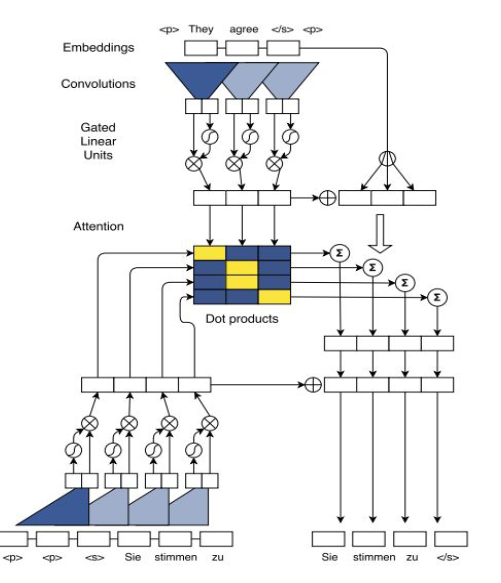 <p> They agree </s> <p>
Embeddings
Convolutions
Gated
Linear
Units
Attention
Σ
Σ
Σ
Σ
Dot products
<p> <p> <s> Sie stimmen zu
Sie stimmen zu </s>